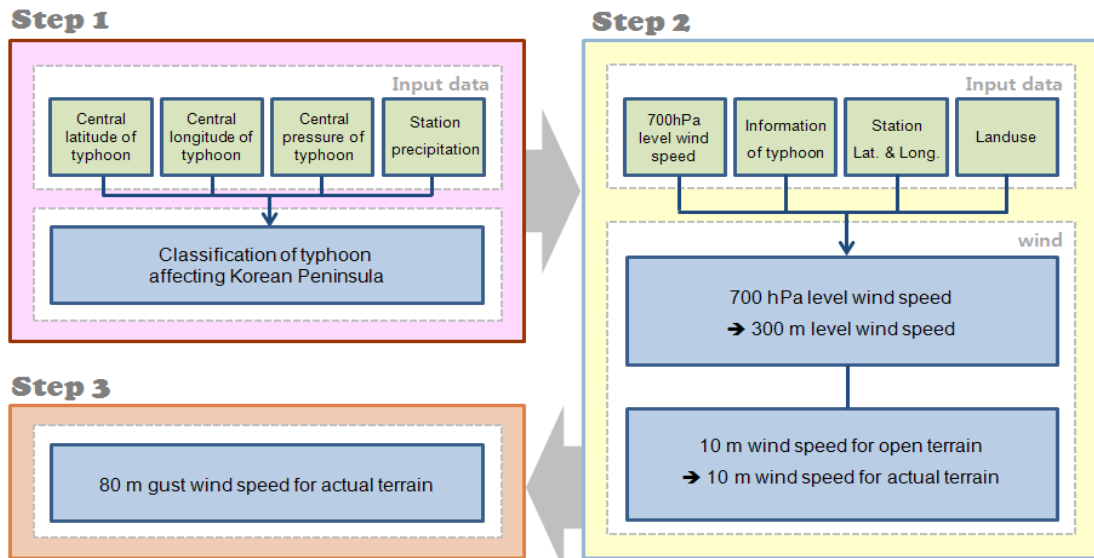 Step 1
Input data
Central
latitude of
typhoon
Central
longitude of
typhoon
Central
pressure of
typhoon
Station
precipitation
Classification of typhoon
affecting Korean Peninsula
Step 2
Input data
700hPa
level wind
speed
Information
of typhoon
Station
Lat. & Long.
Landuse
wind
700 hPa level wind speed
➔ 300 m level wind speed
10 m wind speed for open terrain
➔ 10 m wind speed for actual terrain
Step 3
80 m gust wind speed for actual terrain